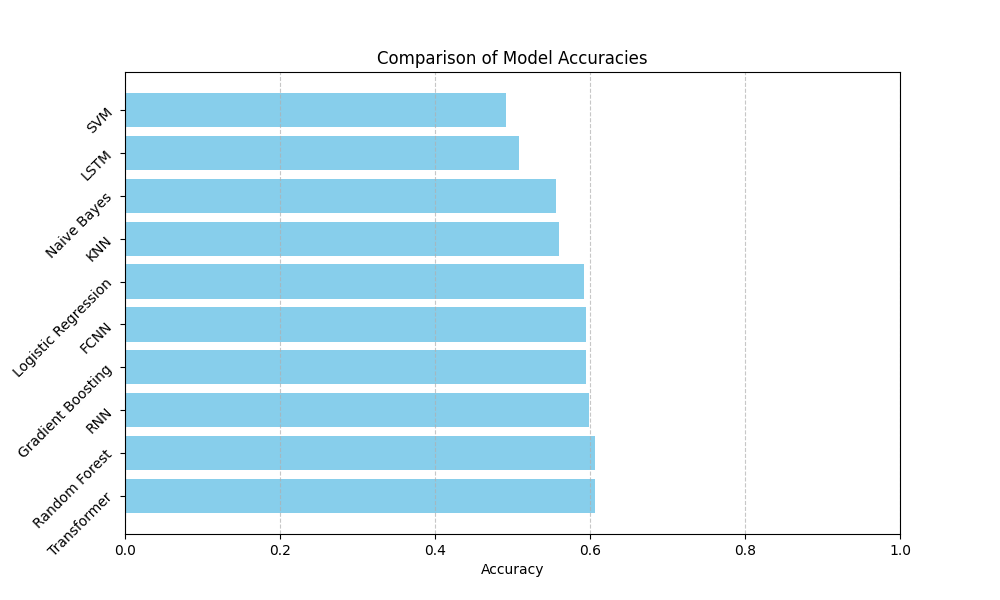 Comparison of Model Accuracies
SVM
LSTM
Naive Bayes
KNN
Logistic Regression
FCNN
Gradient Boosting
RNN
Random Forest
Transformer
0.0 0.2 0.4 0.6 0.8 1.0
Accuracy